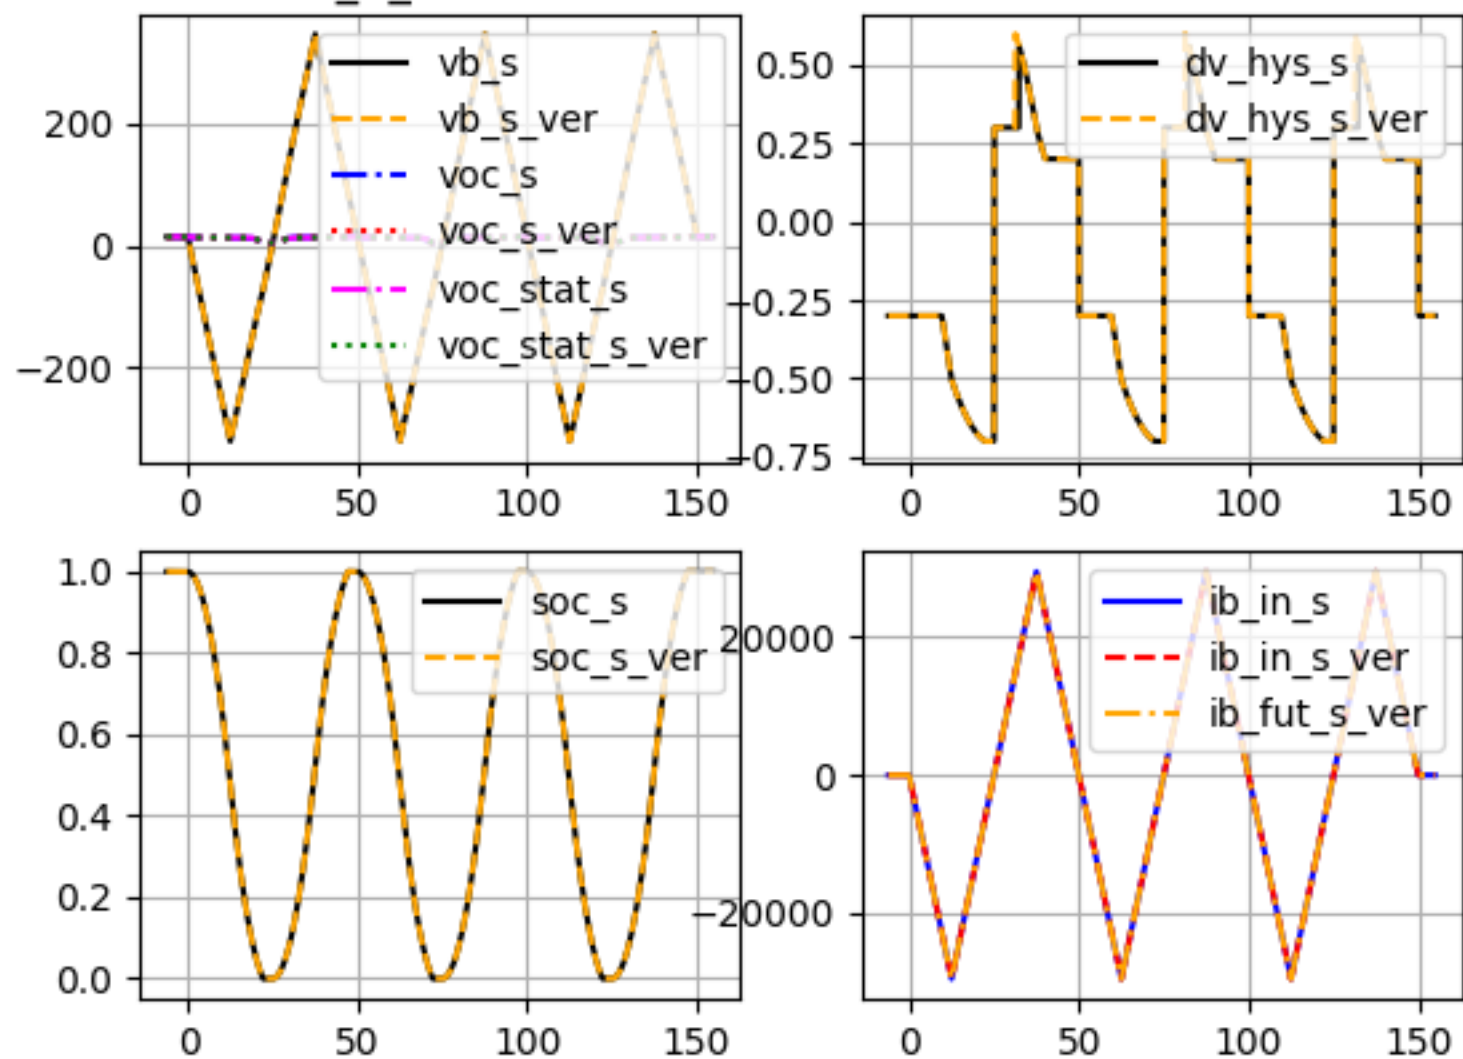 vb_s
vb_s_ver
voc_s
voc_s_ver
voc_stat_s
voc_stat_s_ver
200
0
−200
0 50 100 150
dv_hys_s
dv_hys_s_ver
0.50
0.25
0.00
−0.25
−0.50
−0.75
0 50 100 150
soc_s
soc_s_ver
1.0
0.8
0.6
0.4
0.2
0.0
0 50 100 150
ib_in_s
ib_in_s_ver
ib_fut_s_ver
20000
0
−20000
0 50 100 150